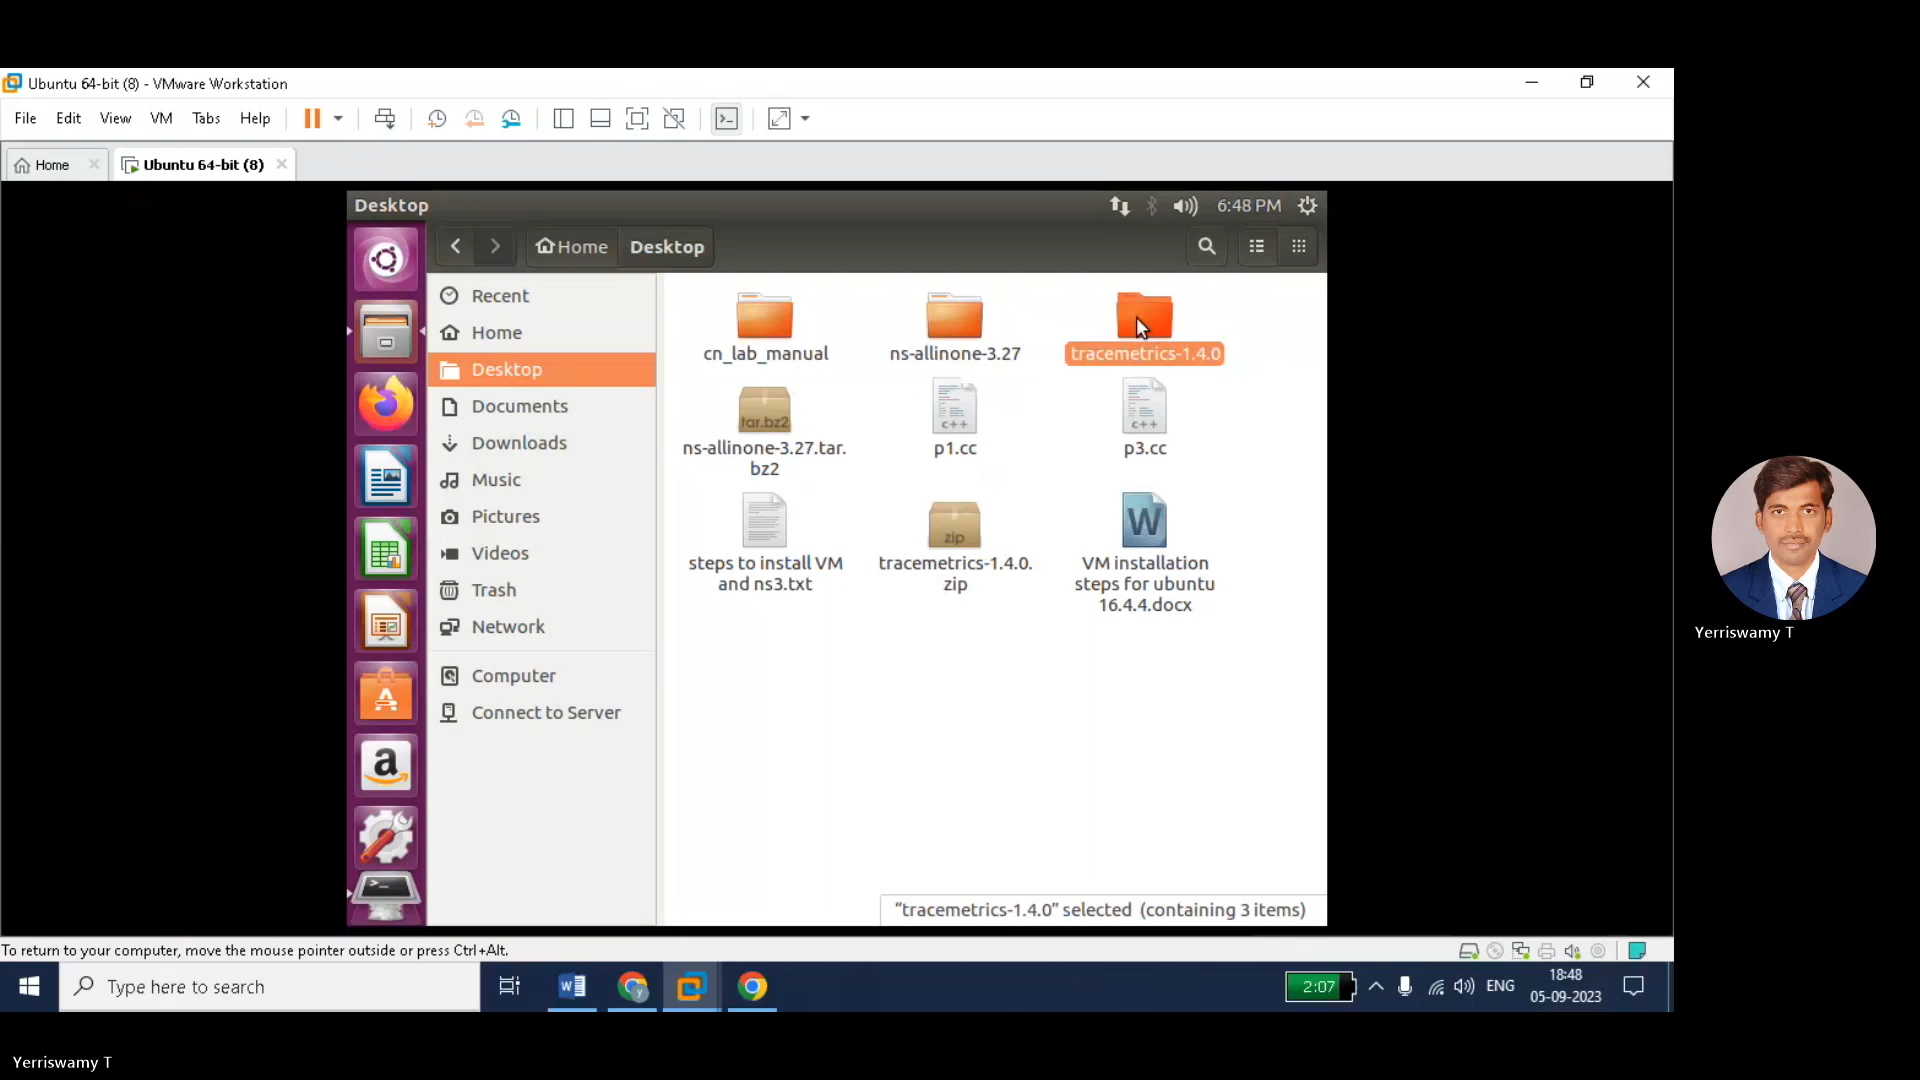 Ubuntu 64-bit (8) - VMware Workstation
File Edit View VM Tabs Help
Home
Ubuntu 64-bit (8)
Desktop
6:48 PM
Home
Desktop
Recent
Home
Desktop
Documents
Downloads
Music
Pictures
Videos
Trash
Network
Computer
Connect to Server
cn_lab_manual
ns-allinone-3.27
tracemetrics-1.4.0
tar.bz2
ns-allinone-3.27.tar.
bz2
c++
p1.cc
c++
p3.cc
steps to install VM
and ns3.txt
zip
tracemetrics-1.4.0.
zip
W
VM installation
steps for ubuntu
16.4.4.docx
"tracemetrics-1.4.0" selected (containing 3 items)
To return to your computer, move the mouse pointer outside or press Ctrl+Alt.
Type here to search
2:07
ENG
18:48
05-09-2023
Yerriswamy T
Yerriswamy T